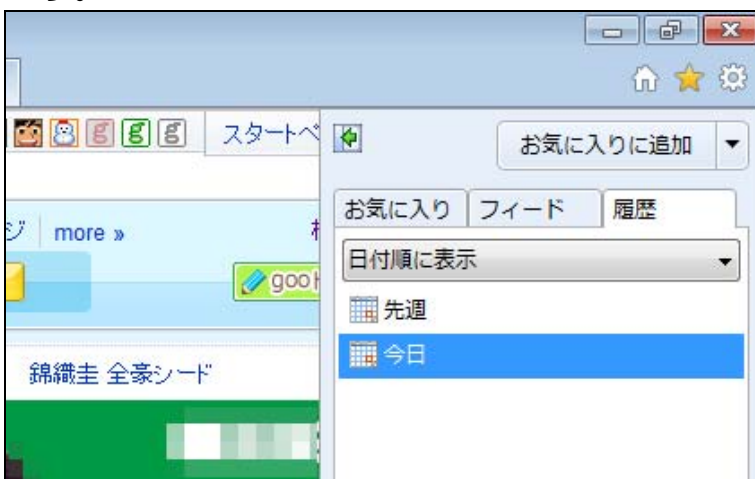 スタートペ
お気に入りに追加
お気に入り フィード 履歴
ジ more »
日付順に表示
goo
先週
今日
錦織圭 全豪シード